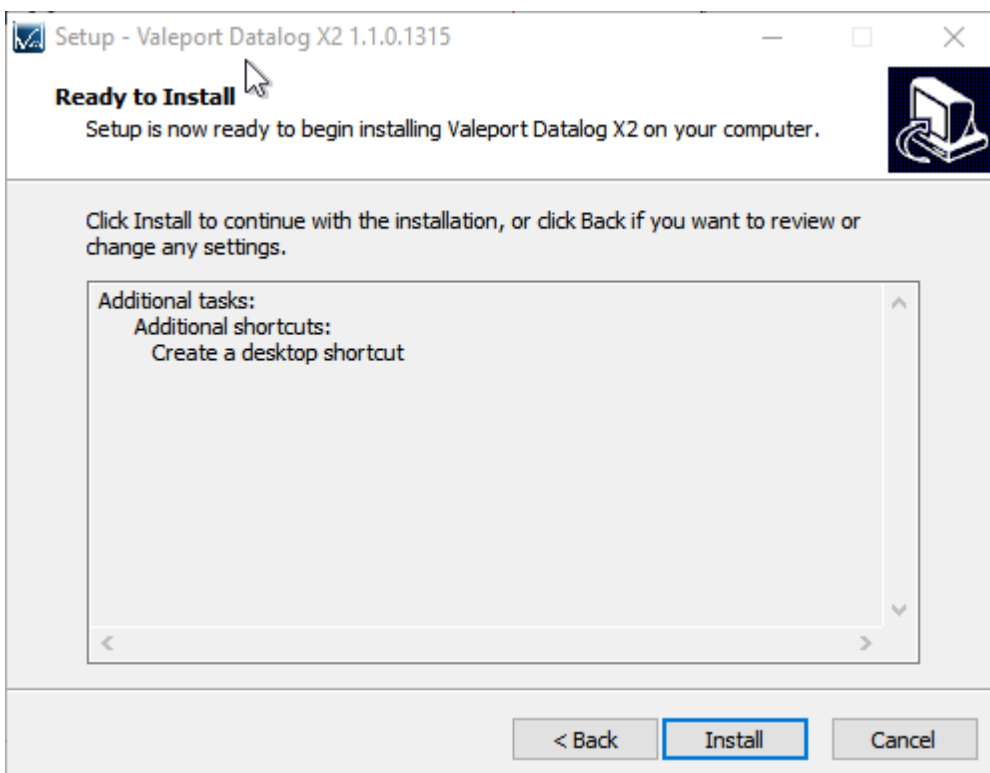 Setup - Valeport Datalog X2 1.1.0.1315
Ready to Install
Setup is now ready to begin installing Valeport Datalog X2 on your computer.
Click Install to continue with the installation, or click Back if you want to review or
change any settings.
Additional tasks:
Additional shortcuts:
Create a desktop shortcut
< Back
Install
Cancel